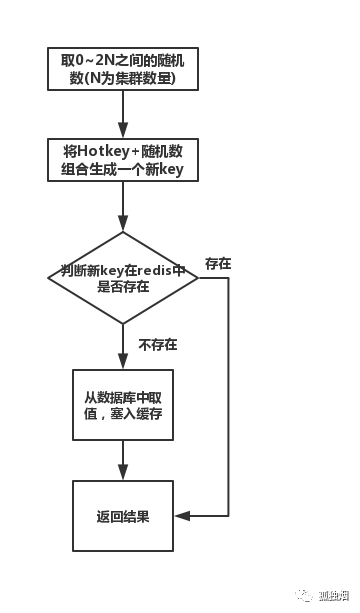 取0~2N之间的随机
数(N为集群数量)
将Hotkey+随机数
组合生成一个新key
判断新key在redis中
是否存在
存在
不存在
从数据库中取
值，塞入缓存
返回结果
孤独烟